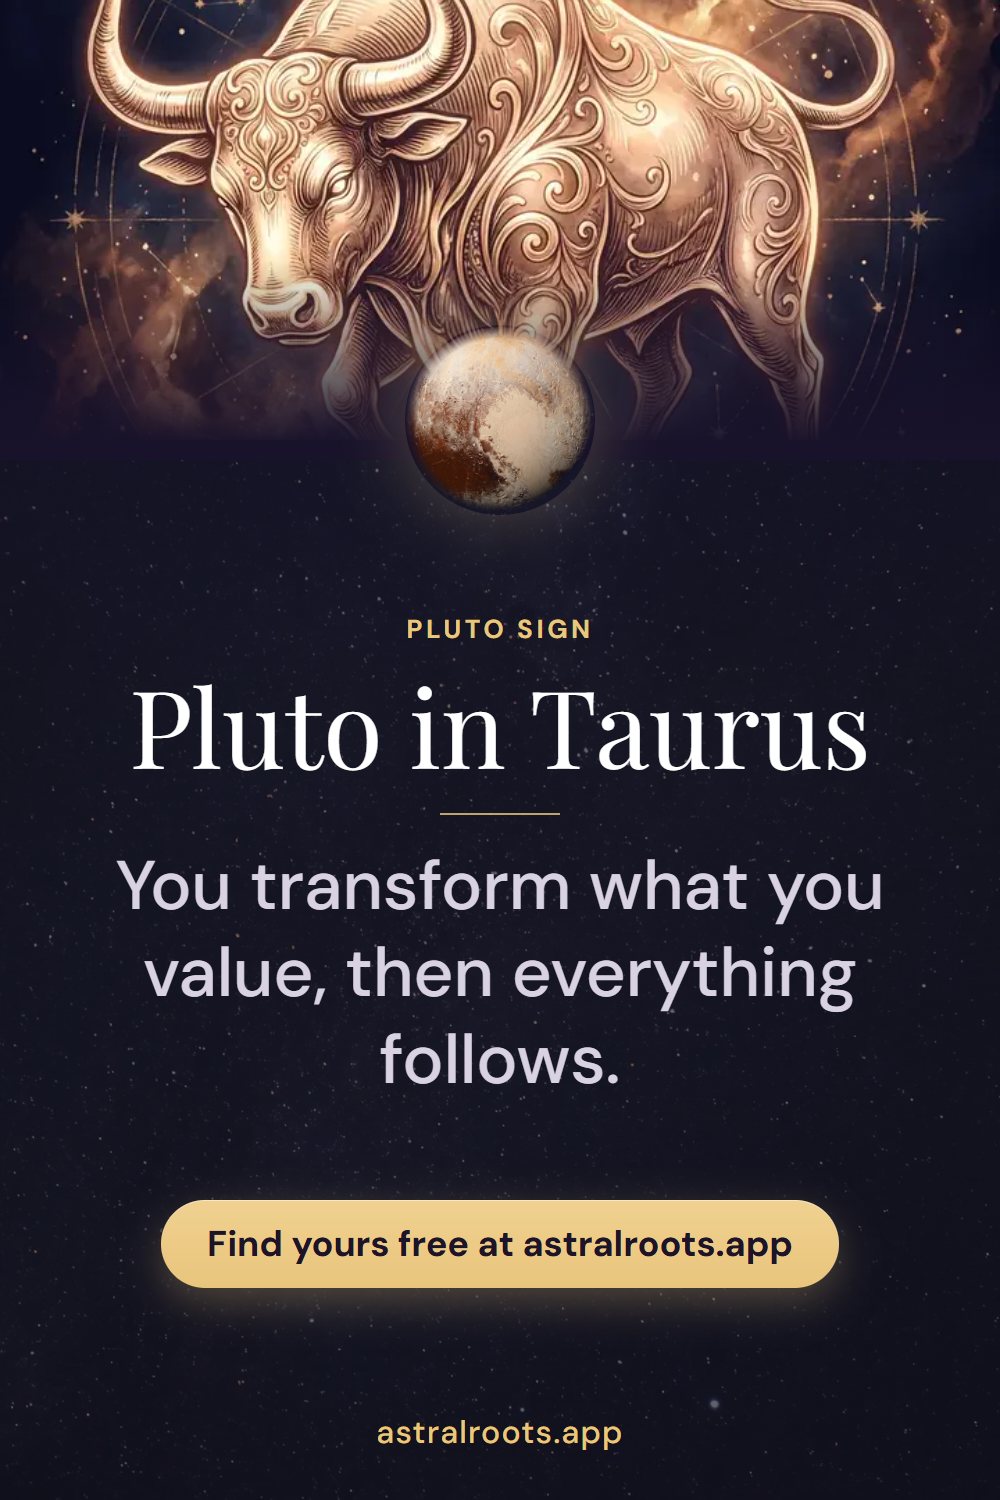 PLUTO SIGN
Pluto in Taurus
You transform what you
value, then everything
follows.
Find yours free at astralroots.app
astralroots.app